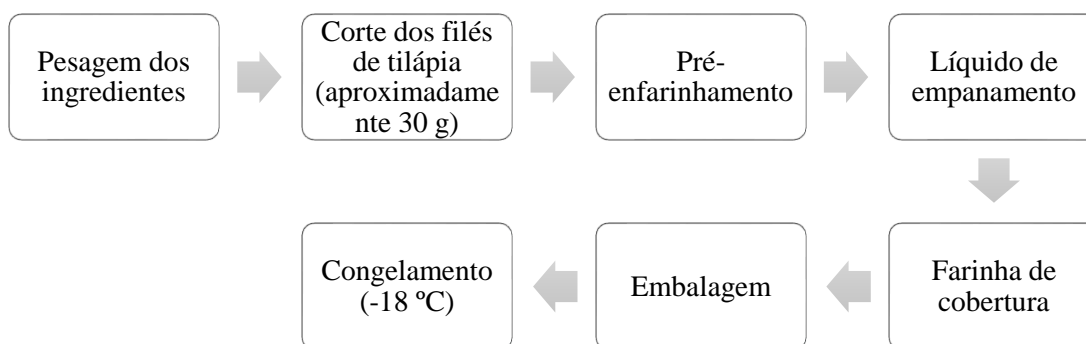 Pesagem dos
ingredientes
Corte dos filés
de tilápia
(aproximadame
nte 30 g)
Pré-
enfarinhamento
Líquido de
empanamento
Farinha de
cobertura
Embalagem
Congelamento
(-18 ºC)